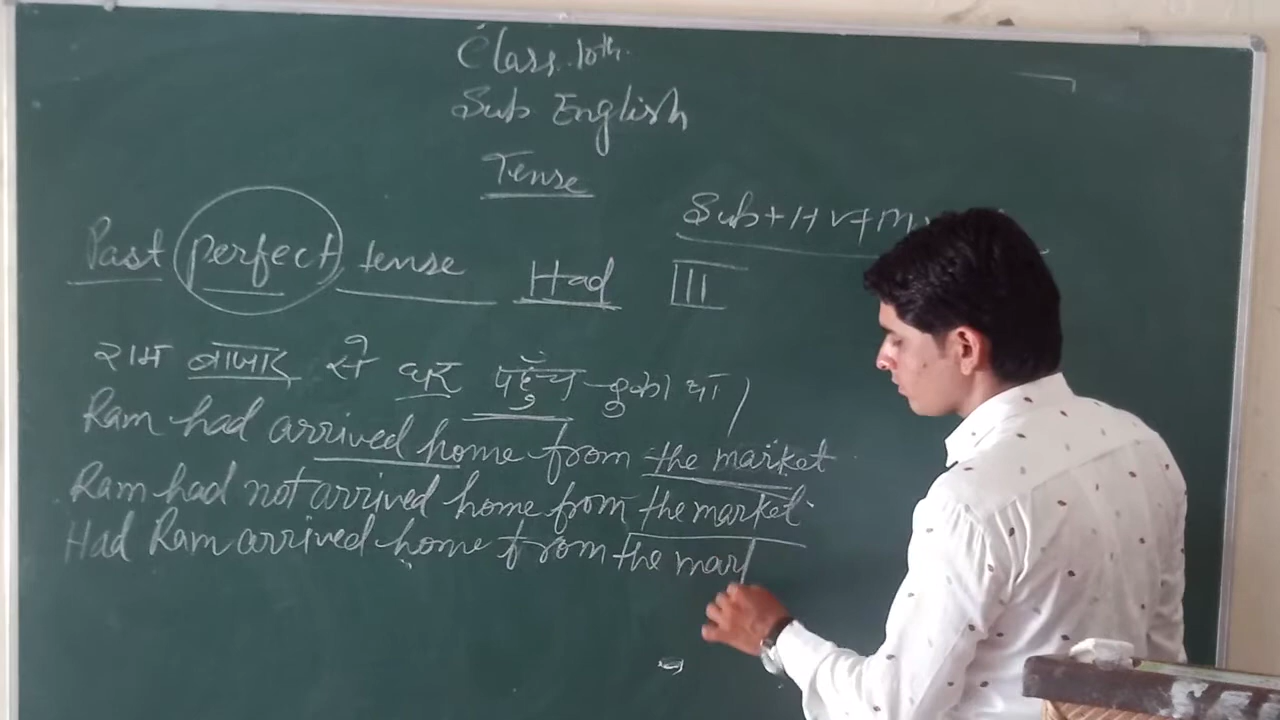 Class 10th.
Sub English
Tense
Sub + H V +
Past perfect tense Had III
राम बाजार से घर पहुँच चुका था।
Ram had arrived home from the market
Ram had not arrived home from the market.
Had Ram arrived home from the mark